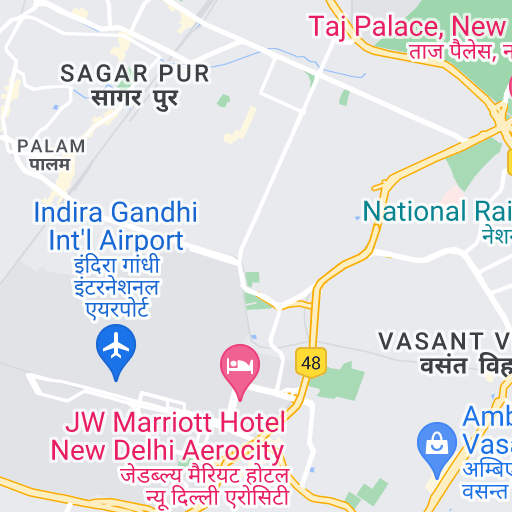 Taj Palace, New
ताज पैलेस, न
SAGAR PUR
सागर पुर
PALAM
पालम
Indira Gandhi
Int'l Airport
इंदिरा गांधी
इंटरनेशनल
एयरपोर्ट
National Rai
नेशन
VASANT V
वसंत विह
48
JW Marriott Hotel
New Delhi Aerocity
जेडब्ल्य मैरियट होटल
न्यू दिल्ली एरोसिटी
Amb
Vasa
अम्बिए
वसन्त